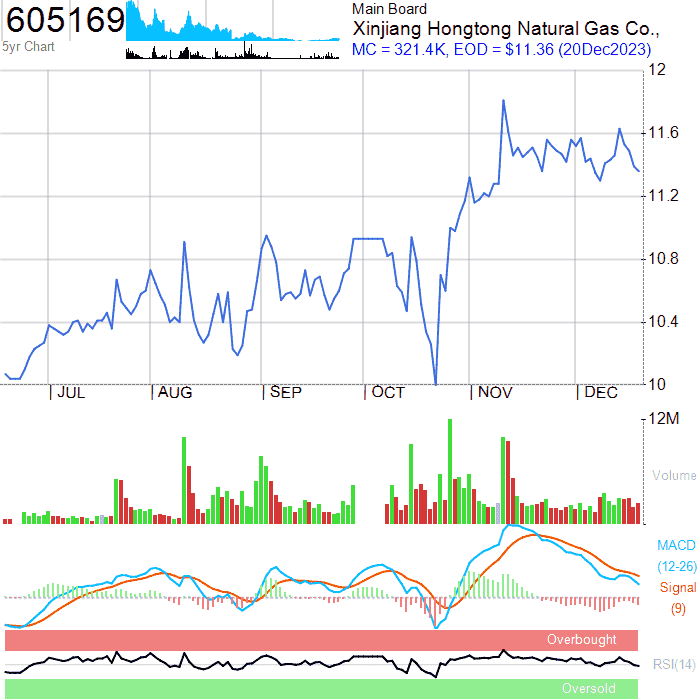 605169
5yr Chart
Main Board
Xinjiang Hongtong Natural Gas Co.,
MC = 321.4K, EOD = $11.36 (20Dec2023)
12
11.6
11.2
10.8
10.4
10
JUL AUG SEP OCT NOV DEC
12M
Volume
MACD
(12-26)
Signal
(9)
Overbought
RSI(14)
Oversold